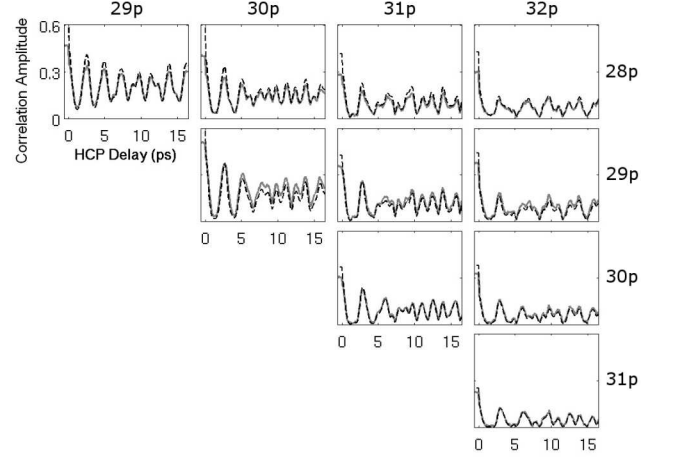 29p 30p 31p 32p
Correlation Amplitude
0.6
0.3
0
28p
0 5 10 15
HCP Delay (ps)
29p
0 5 10 15
30p
0 5 10 15
31p
0 5 10 15